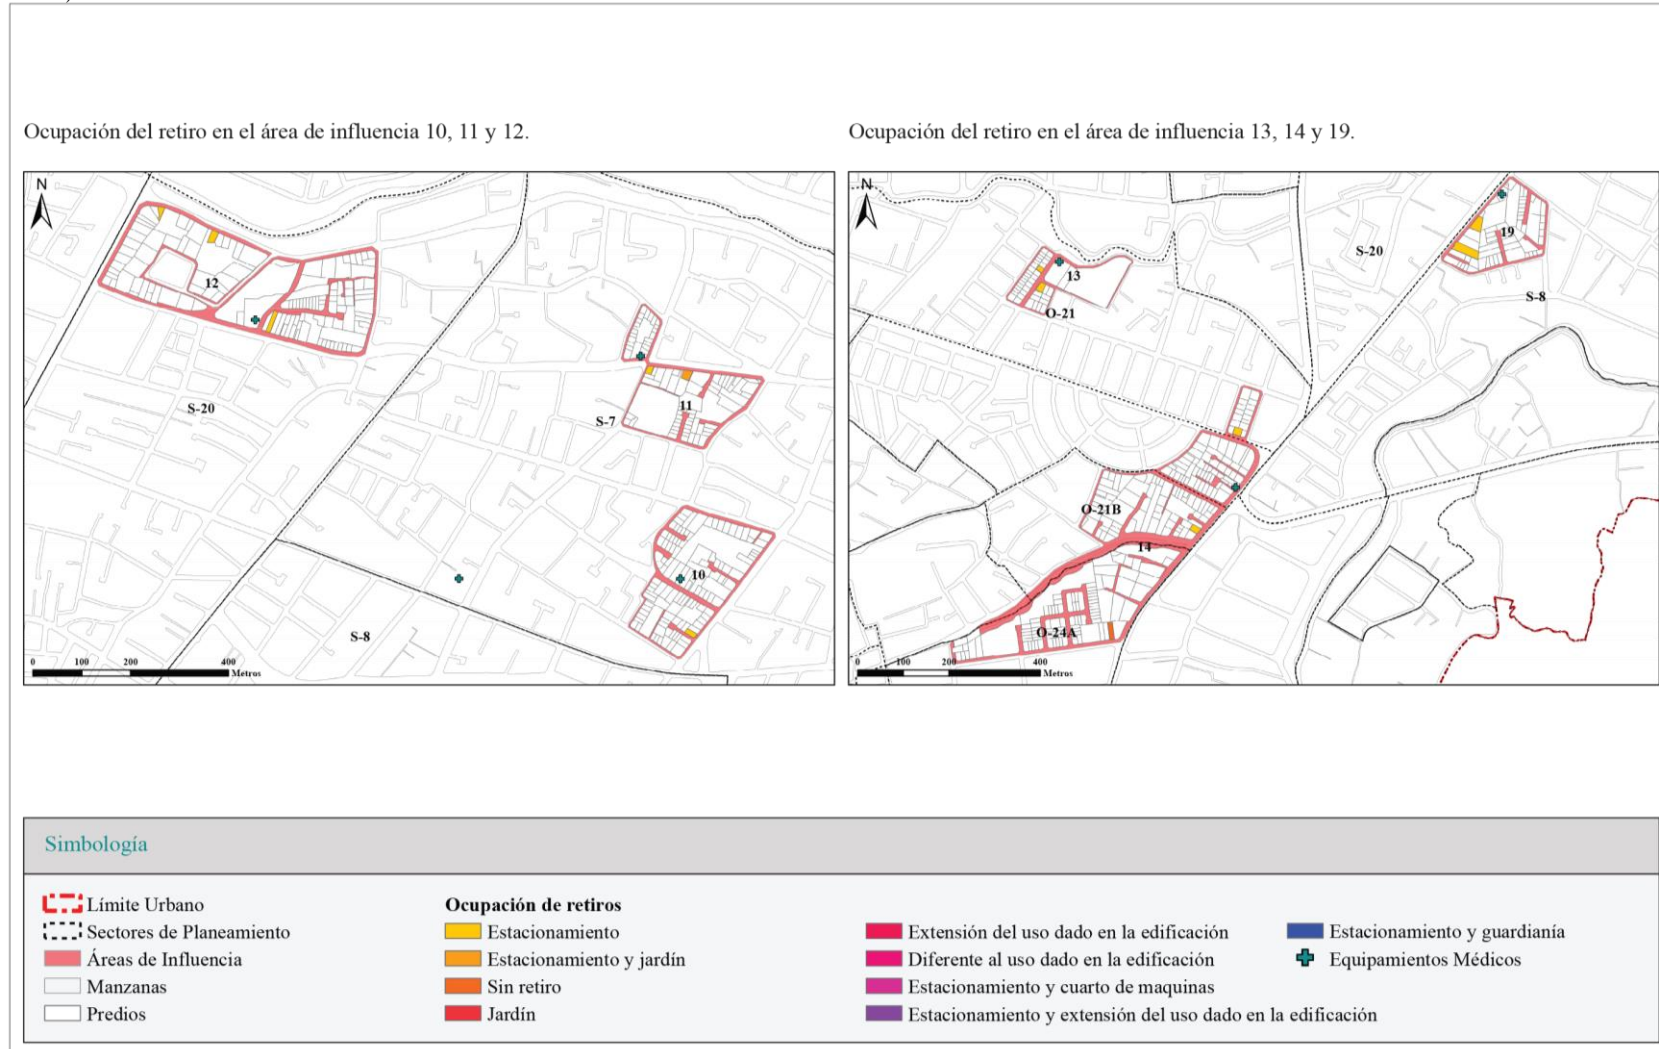 Ocupación del retiro en el área de influencia 10, 11 y 12.
Ocupación del retiro en el área de influencia 13, 14 y 19.
N
12
S-20
S-7
11
10
S-8
0 100 200 400
Metros
N
19
S-20
S-8
13
O-21
O-21B
14
O-24A
0 100 200 400
Metros
Simbología
Límite Urbano
Sectores de Planeamiento
Áreas de Influencia
Manzanas
Predios
Ocupación de retiros
Estacionamiento
Estacionamiento y jardín
Sin retiro
Jardín
Extensión del uso dado en la edificación
Diferente al uso dado en la edificación
Estacionamiento y cuarto de maquinas
Estacionamiento y extensión del uso dado en la edificación
Estacionamiento y guardianía
Equipamientos Médicos